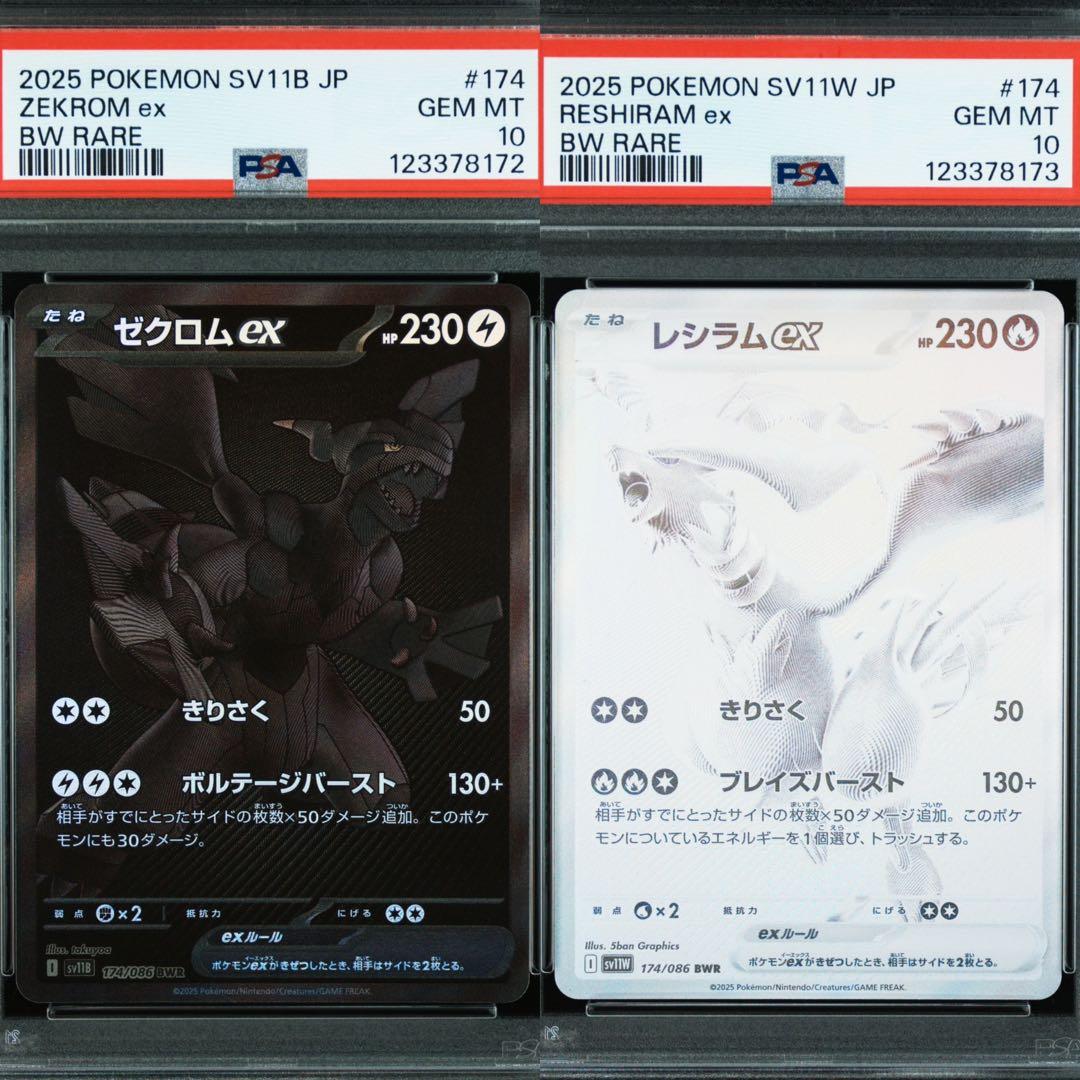 2025 POKEMON SV11B JP #174
ZEKROM ex GEM MT
BW RARE 10
PSA 123378172
たね ゼクロムex HP 230
きりさく 50
ボルテージバースト 130+
相手がすでにとったサイドの枚数×50ダメージ追加。このポケ
モンにも30ダメージ。
弱点 ×2 抵抗力 にげる
exルール
ポケモンexがきぜつしたとき、相手はサイドを2枚とる。
Illus. takuyoa
I sv11B 174/086 BWR
©2025 Pokémon/Nintendo/Creatures/GAME FREAK.
2025 POKEMON SV11W JP #174
RESHIRAM ex GEM MT
BW RARE 10
PSA 123378173
たね レシラムex HP 230
きりさく 50
ブレイズバースト 130+
相手がすでにとったサイドの枚数×50ダメージ追加。このポケ
モンについているエネルギーを1個選び、トラッシュする。
弱点 ×2 抵抗力 にげる
exルール
ポケモンexがきぜつしたとき、相手はサイドを2枚とる。
Illus. 5ban Graphics
I sv11W 174/086 BWR
©2025 Pokémon/Nintendo/Creatures/GAME FREAK.
PSA